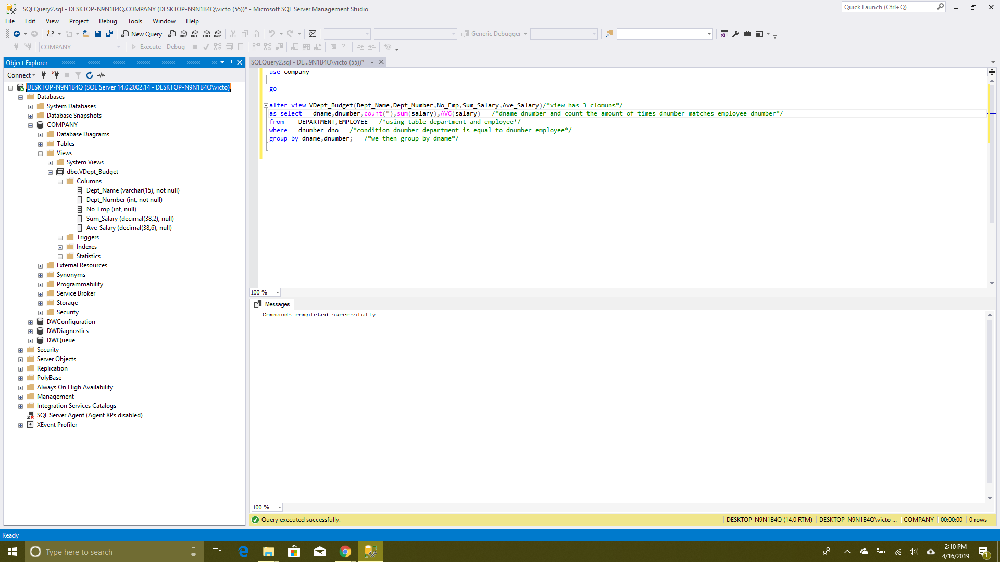 SQLQuery2.sql - DESKTOP-N9N1B4Q.COMPANY (DESKTOP-N9N1B4Q\victo (55))* - Microsoft SQL Server Management Studio
Quick Launch (Ctrl+Q)
File Edit View Project Debug Tools Window Help
New Query MDX DMX XMLA DAX Generic Debugger
COMPANY Execute Debug
Object Explorer
SQLQuery2.sql - DE...9N1B4Q\victo (55))*
Connect
DESKTOP-N9N1B4Q (SQL Server 14.0.2002.14 - DESKTOP-N9N1B4Q\victo)
Databases
System Databases
Database Snapshots
COMPANY
Database Diagrams
Tables
Views
System Views
dbo.VDept_Budget
Columns
Dept_Name (varchar(15), not null)
Dept_Number (int, not null)
No_Emp (int, null)
Sum_Salary (decimal(38,2), null)
Ave_Salary (decimal(38,6), null)
Triggers
Indexes
Statistics
External Resources
Synonyms
Programmability
Service Broker
Storage
Security
DWConfiguration
DWDiagnostics
DWQueue
Security
Server Objects
Replication
PolyBase
Always On High Availability
Management
Integration Services Catalogs
SQL Server Agent (Agent XPs disabled)
XEvent Profiler
use company
go
alter view VDept_Budget(Dept_Name,Dept_Number,No_Emp,Sum_Salary,Ave_Salary)/*view has 3 clomuns*/
as select dname,dnumber,count(*),sum(salary),AVG(salary) /*dname dnumber and count the amount of times dnumber matches employee dnumber*/
from DEPARTMENT,EMPLOYEE /*using table department and employee*/
where dnumber=dno /*condition dnumber department is equal to dnumber employee*/
group by dname,dnumber; /*we then group by dname*/
100 %
Messages
Commands completed successfully.
100 %
Query executed successfully. DESKTOP-N9N1B4Q (14.0 RTM) DESKTOP-N9N1B4Q\victo ... COMPANY 00:00:00 0 rows
Ready
Type here to search
2:10 PM
4/16/2019
1